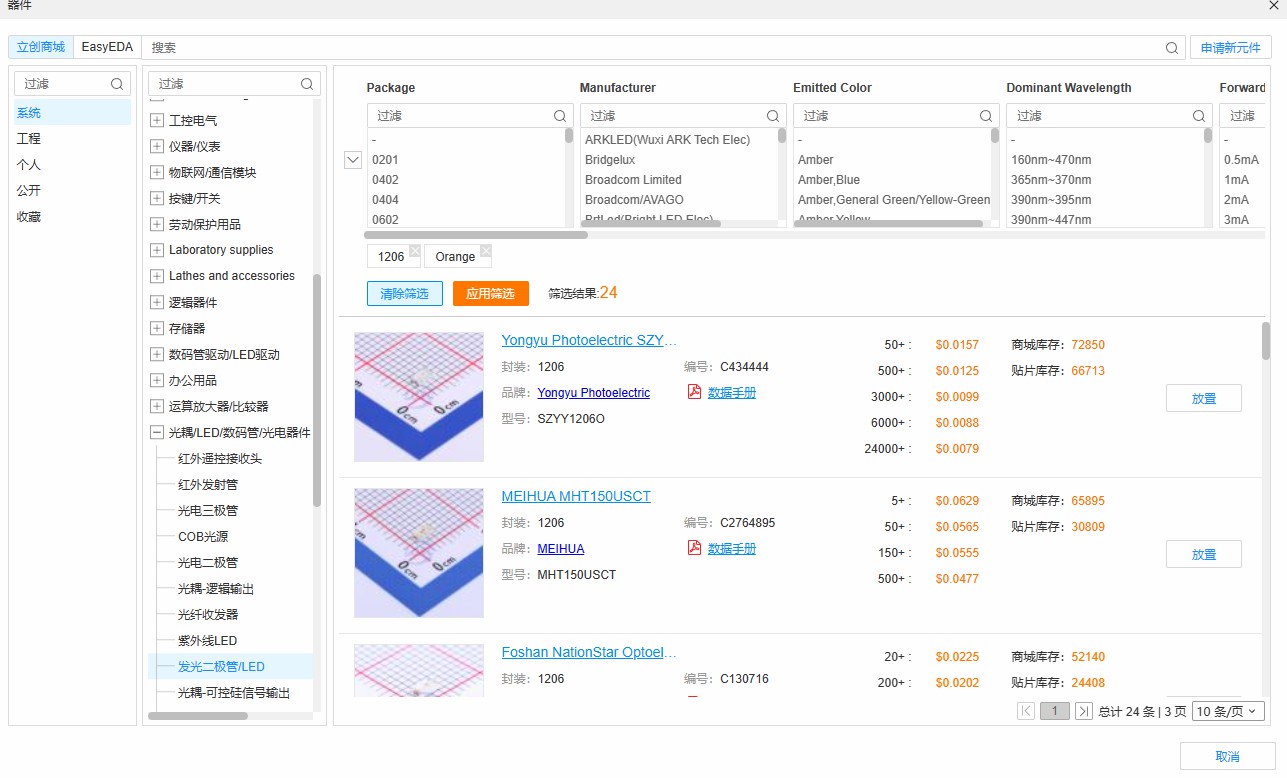 器件
立创商城
EasyEDA
搜索
申请新元件
过滤
系统
工程
个人
公开
收藏
过滤
工控电气
仪器/仪表
物联网/通信模块
按键/开关
劳动保护用品
Laboratory supplies
Lathes and accessories
逻辑器件
存储器
数码管驱动/LED驱动
办公用品
运算放大器/比较器
光耦/LED/数码管/光电器件
红外遥控接收头
红外发射管
光电三极管
COB光源
光电二极管
光耦-逻辑输出
光纤收发器
紫外线LED
发光二极管/LED
光耦-可控硅信号输出
Package
过滤
-
0201
0402
0404
0602
Manufacturer
过滤
ARKLED(Wuxi ARK Tech Elec)
Bridgelux
Broadcom Limited
Broadcom/AVAGO
BrtLed(Bright LED Elec)
Emitted Color
过滤
-
Amber
Amber,Blue
Amber,General Green/Yellow-Green
Amber,Yellow
Dominant Wavelength
过滤
-
160nm~470nm
365nm~370nm
390nm~395nm
390nm~447nm
Forward
过滤
-
0.5mA
1mA
2mA
3mA
1206
Orange
清除筛选
应用筛选
筛选结果:24
Yongyu Photoelectric SZY...
封装: 1206
编号: C434444
品牌: Yongyu Photoelectric
数据手册
型号: SZYY1206O
50+ : $0.0157
500+ : $0.0125
3000+ : $0.0099
6000+ : $0.0088
24000+ : $0.0079
商城库存: 72850
贴片库存: 66713
放置
0cm
0cm
MEIHUA MHT150USCT
封装: 1206
编号: C2764895
品牌: MEIHUA
数据手册
型号: MHT150USCT
5+ : $0.0629
50+ : $0.0565
150+ : $0.0555
500+ : $0.0477
商城库存: 65895
贴片库存: 30809
放置
0cm
0cm
Foshan NationStar Optoel...
封装: 1206
编号: C130716
20+ : $0.0225
200+ : $0.0202
商城库存: 52140
贴片库存: 24408
1
总计 24 条 | 3 页
10 条/页
取消